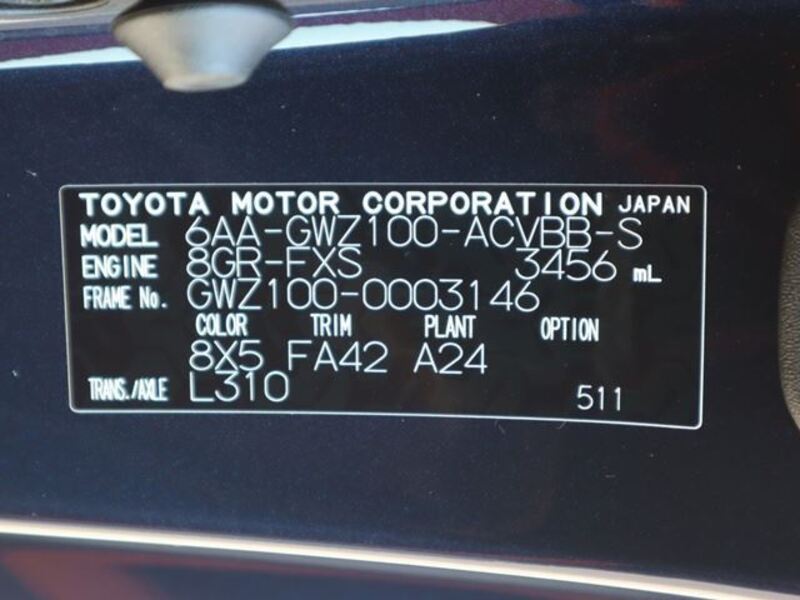 TOYOTA MOTOR CORPORATION JAPAN
MODEL 6AA-GWZ100-ACVBB-S
ENGINE 8GR-FXS 3456 mL
FRAME No. GWZ100-0003146
COLOR TRIM PLANT OPTION
8X5 FA42 A24
TRANS./AXLE L310 511